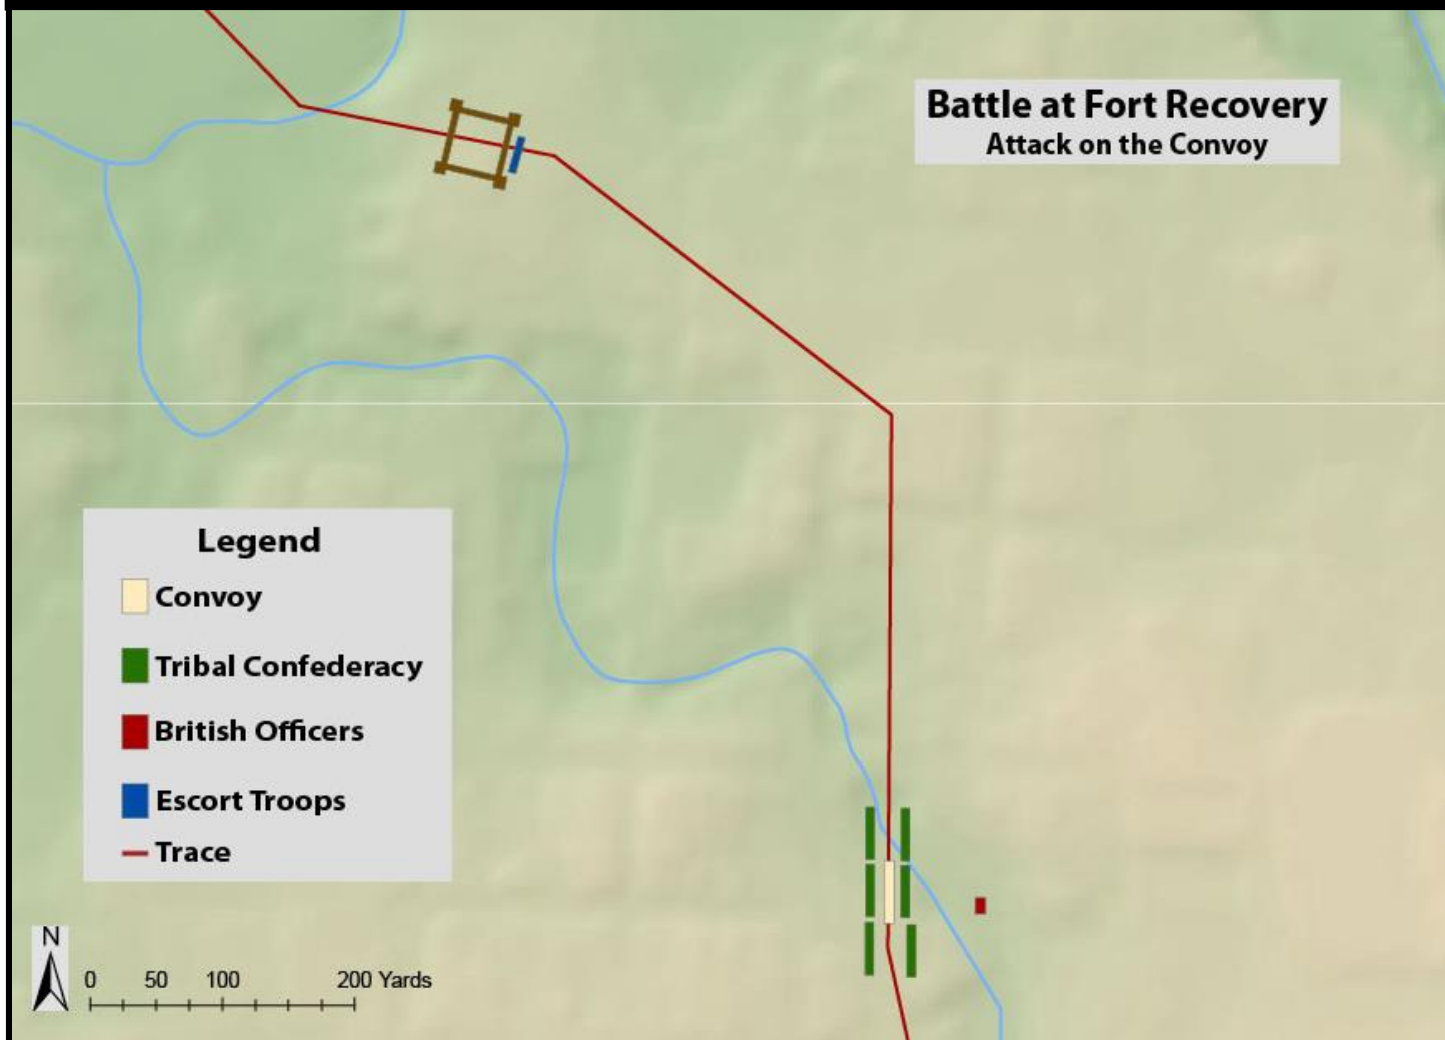 Battle at Fort Recovery
Attack on the Convoy
Legend
Convoy
Tribal Confederacy
British Officers
Escort Troops
Trace
N
0 50 100 200 Yards